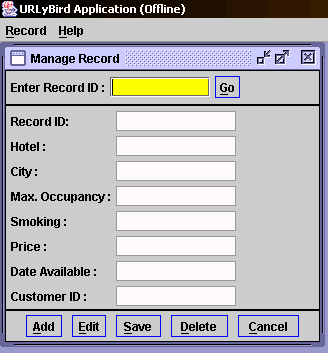 URLyBird Application (Offline)
Record Help
Manage Record
Enter Record ID : Go
Record ID:
Hotel :
City :
Max. Occupancy :
Smoking :
Price :
Date Available :
Customer ID :
Add Edit Save Delete Cancel